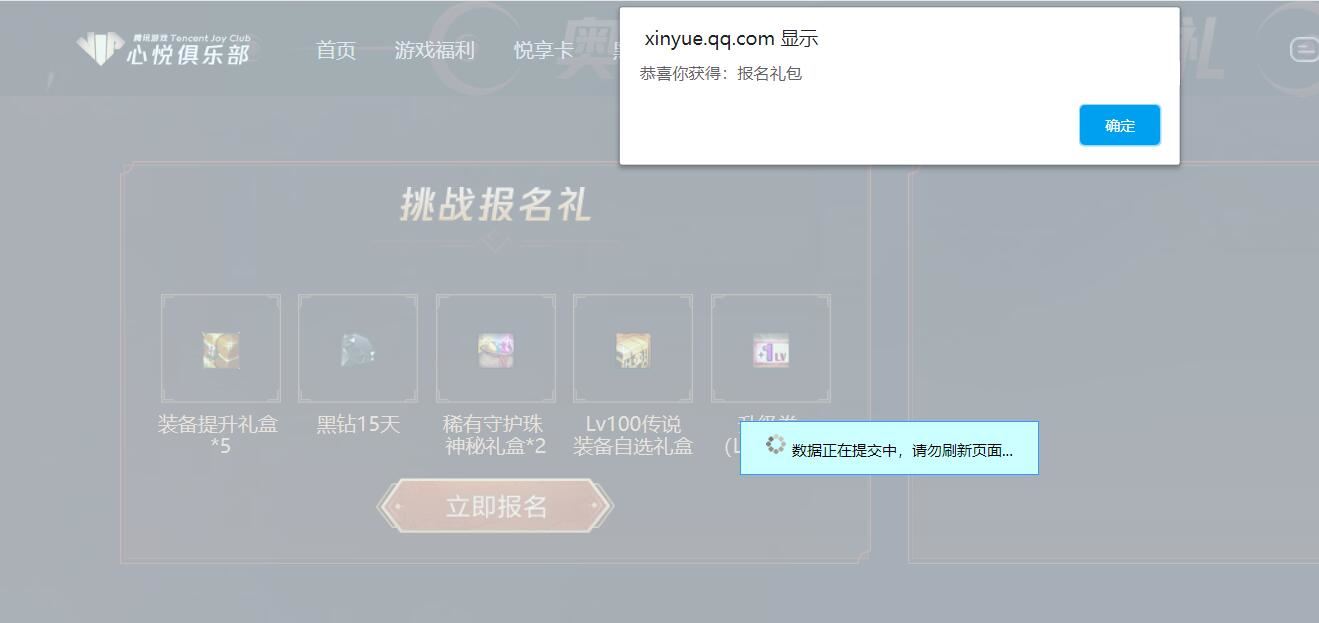 xinyue.qq.com 显示
恭喜你获得：报名礼包
确定
腾讯游戏 Tencent Joy Club
心悦俱乐部
首页 游戏福利 悦享卡
奥
礼
挑战报名礼
装备提升礼盒
*5
黑钻15天
稀有守护珠
神秘礼盒*2
Lv100传说
装备自选礼盒
升级券
(L
+1 LV
数据正在提交中，请勿刷新页面...
立即报名